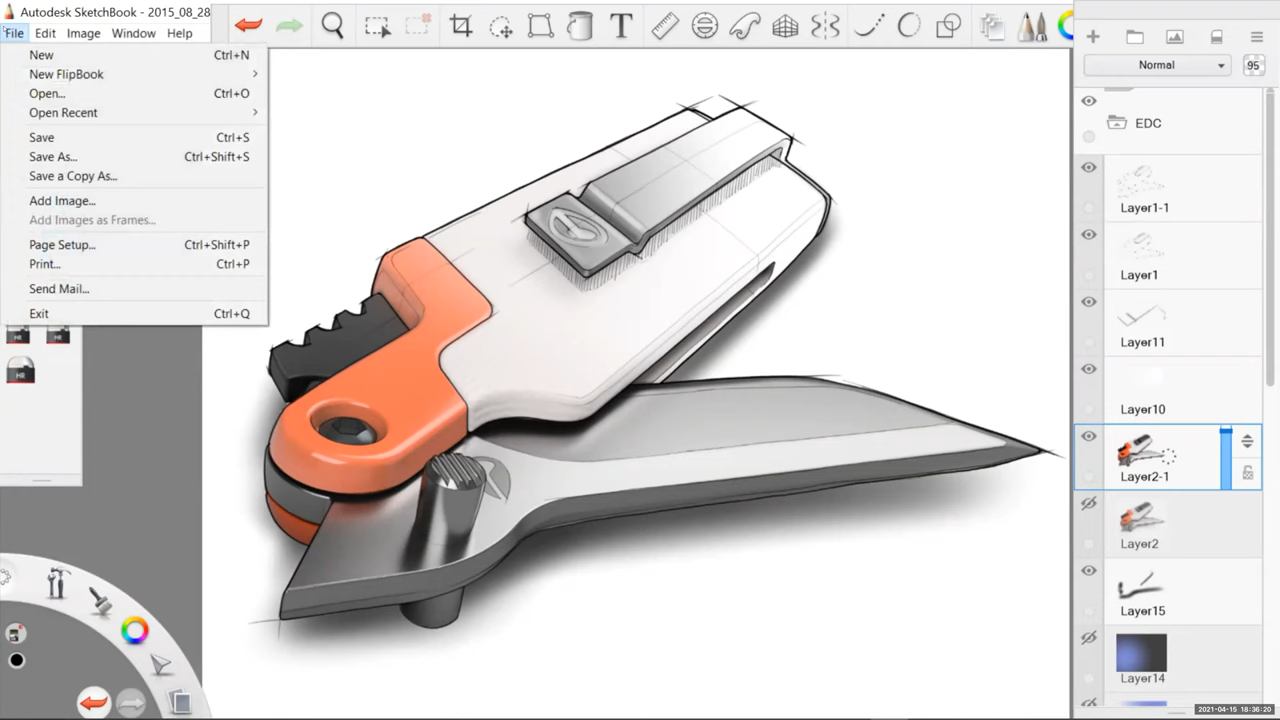 Autodesk SketchBook - 2015_08_28
File Edit Image Window Help
New Ctrl+N
New FlipBook
Open... Ctrl+O
Open Recent
Save Ctrl+S
Save As... Ctrl+Shift+S
Save a Copy As...
Add Image...
Add Images as Frames...
Page Setup... Ctrl+Shift+P
Print... Ctrl+P
Send Mail...
Exit Ctrl+Q
HR HR
HR
T
Normal 95
EDC
Layer1-1
Layer1
Layer11
Layer10
Layer2-1
Layer2
Layer15
Layer14
2021-04-15 18:36:20